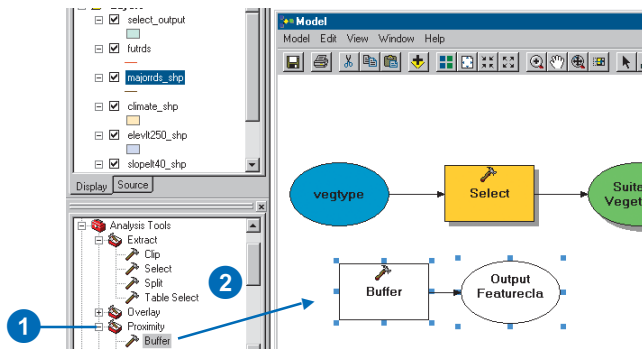 Layers
select_output
futrds
majorrds_shp
climate_shp
elevlt250_shp
slopelt40_shp
Display Source
Analysis Tools
Extract
Clip
Select
Split
Table Select
Overlay
Proximity
Buffer
1
2
Model
Model Edit View Window Help
vegtype
Select
Suite
Veget
Buffer
Output
Featurecla